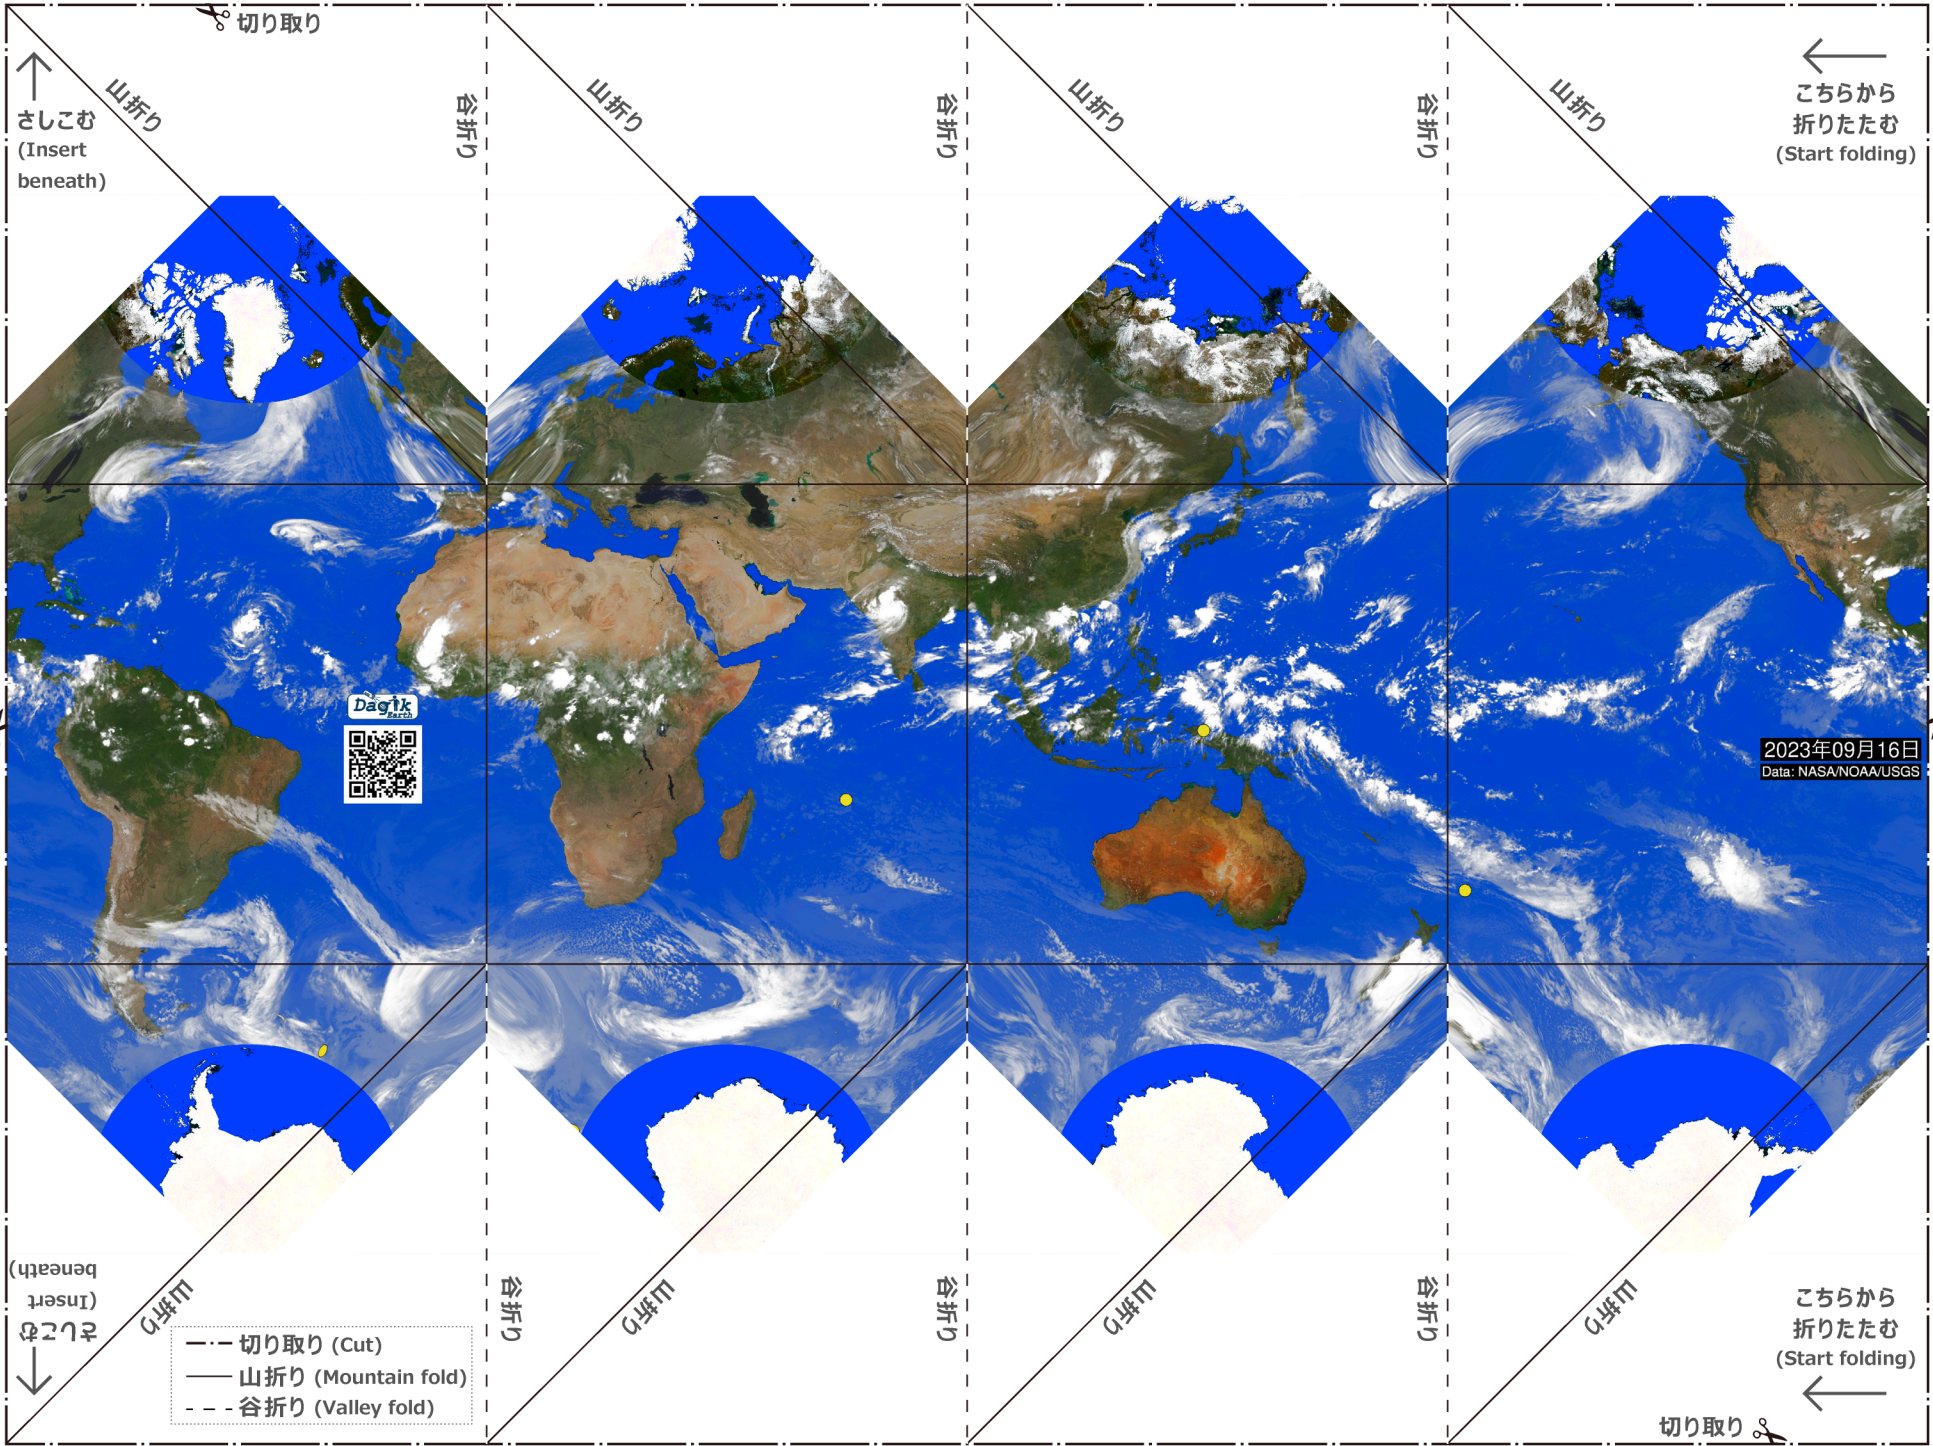 切り取り
山折り
谷折り
山折り
谷折り
山折り
谷折り
山折り
さしこむ
(Insert
beneath)
こちらから
折りたたむ
(Start folding)
Dagik
Earth
2023年09月16日
Data: NASA/NOAA/USGS
さしこむ
(Insert
beneath)
山折り
谷折り
山折り
谷折り
山折り
谷折り
山折り
切り取り (Cut)
山折り (Mountain fold)
谷折り (Valley fold)
こちらから
折りたたむ
(Start folding)
切り取り